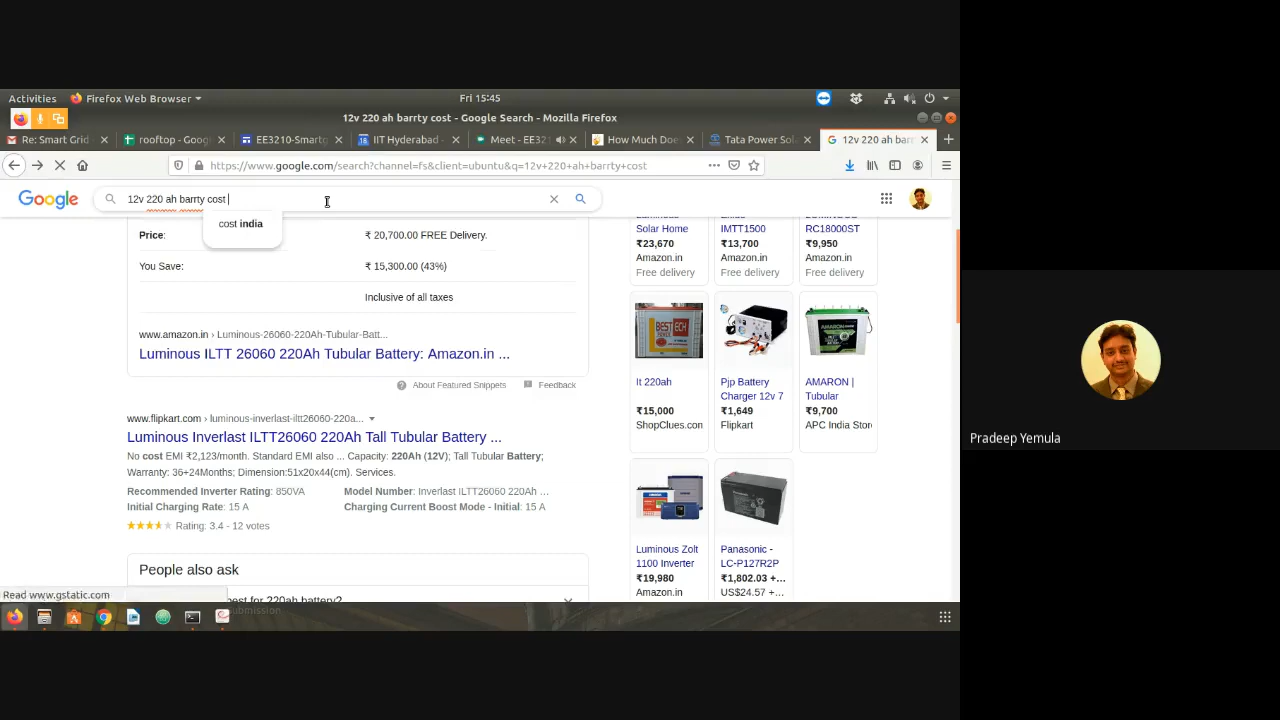 Activities
Firefox Web Browser
Fri 15:45
12v 220 ah barrty cost - Google Search - Mozilla Firefox
Re: Smart Grid -
rooftop - Goog
EE3210-Smart
IIT Hyderabad -
Meet - EE321
How Much Doe
Tata Power Sol
12v 220 ah barr
https://www.google.com/search?channel=fs&client=ubuntu&q=12v+220+ah+barrty+cost
Google
12v 220 ah barrty cost
cost india
Price:
₹ 20,700.00 FREE Delivery.
You Save:
₹ 15,300.00 (43%)
Inclusive of all taxes
www.amazon.in › Luminous-26060-220Ah-Tubular-Batt...
Luminous ILTT 26060 220Ah Tubular Battery: Amazon.in ...
About Featured Snippets
Feedback
www.flipkart.com › luminous-inverlast-iltt26060-220a...
Luminous Inverlast ILTT26060 220Ah Tall Tubular Battery ...
No cost EMI ₹2,123/month. Standard EMI also ... Capacity: 220Ah (12V); Tall Tubular Battery;
Warranty: 36+24Months; Dimension:51x20x44(cm). Services.
Recommended Inverter Rating: 850VA
Model Number: Inverlast ILTT26060 220Ah ...
Initial Charging Rate: 15 A
Charging Current Boost Mode - Initial: 15 A
Rating: 3.4 - 12 votes
People also ask
est for 220ah battery?
Solar Home
₹23,670
Amazon.in
Free delivery
IMTT1500
₹13,700
Amazon.in
Free delivery
RC18000ST
₹9,950
Amazon.in
Free delivery
It 220ah
₹15,000
ShopClues.con
Pjp Battery
Charger 12v 7
₹1,649
Flipkart
AMARON |
Tubular
₹9,700
APC India Store
Luminous Zolt
1100 Inverter
₹19,980
Amazon.in
Panasonic -
LC-P127R2P
₹1,802.03 +...
US$24.57 +...
Read www.gstatic.com
Submission
Pradeep Yemula